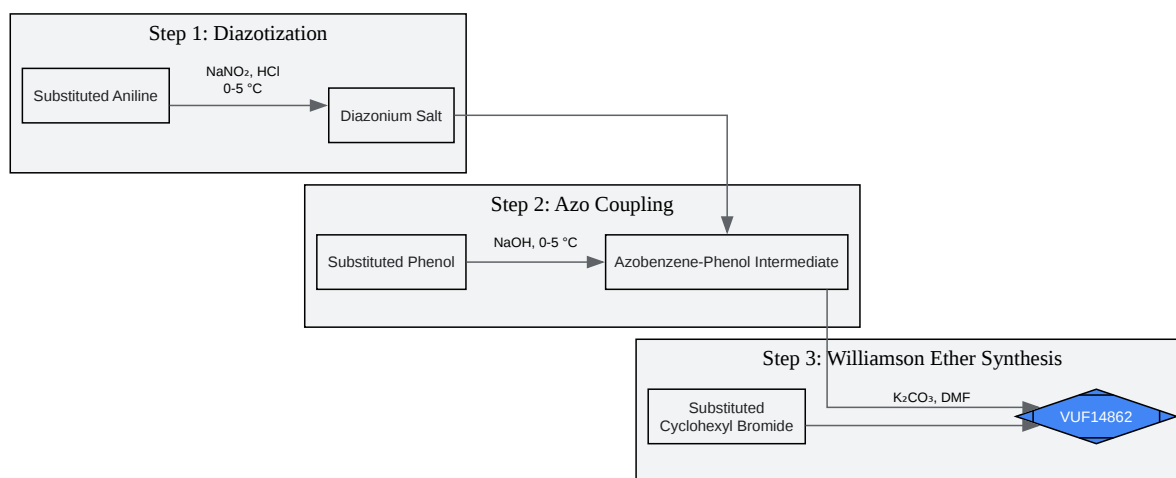 Step 1: Diazotization
Substituted Aniline
NaNO₂, HCl
0-5 °C
Diazonium Salt
Step 2: Azo Coupling
Substituted Phenol
NaOH, 0-5 °C
Azobenzene-Phenol Intermediate
Step 3: Williamson Ether Synthesis
Substituted
Cyclohexyl Bromide
K₂CO₃, DMF
VUF14862